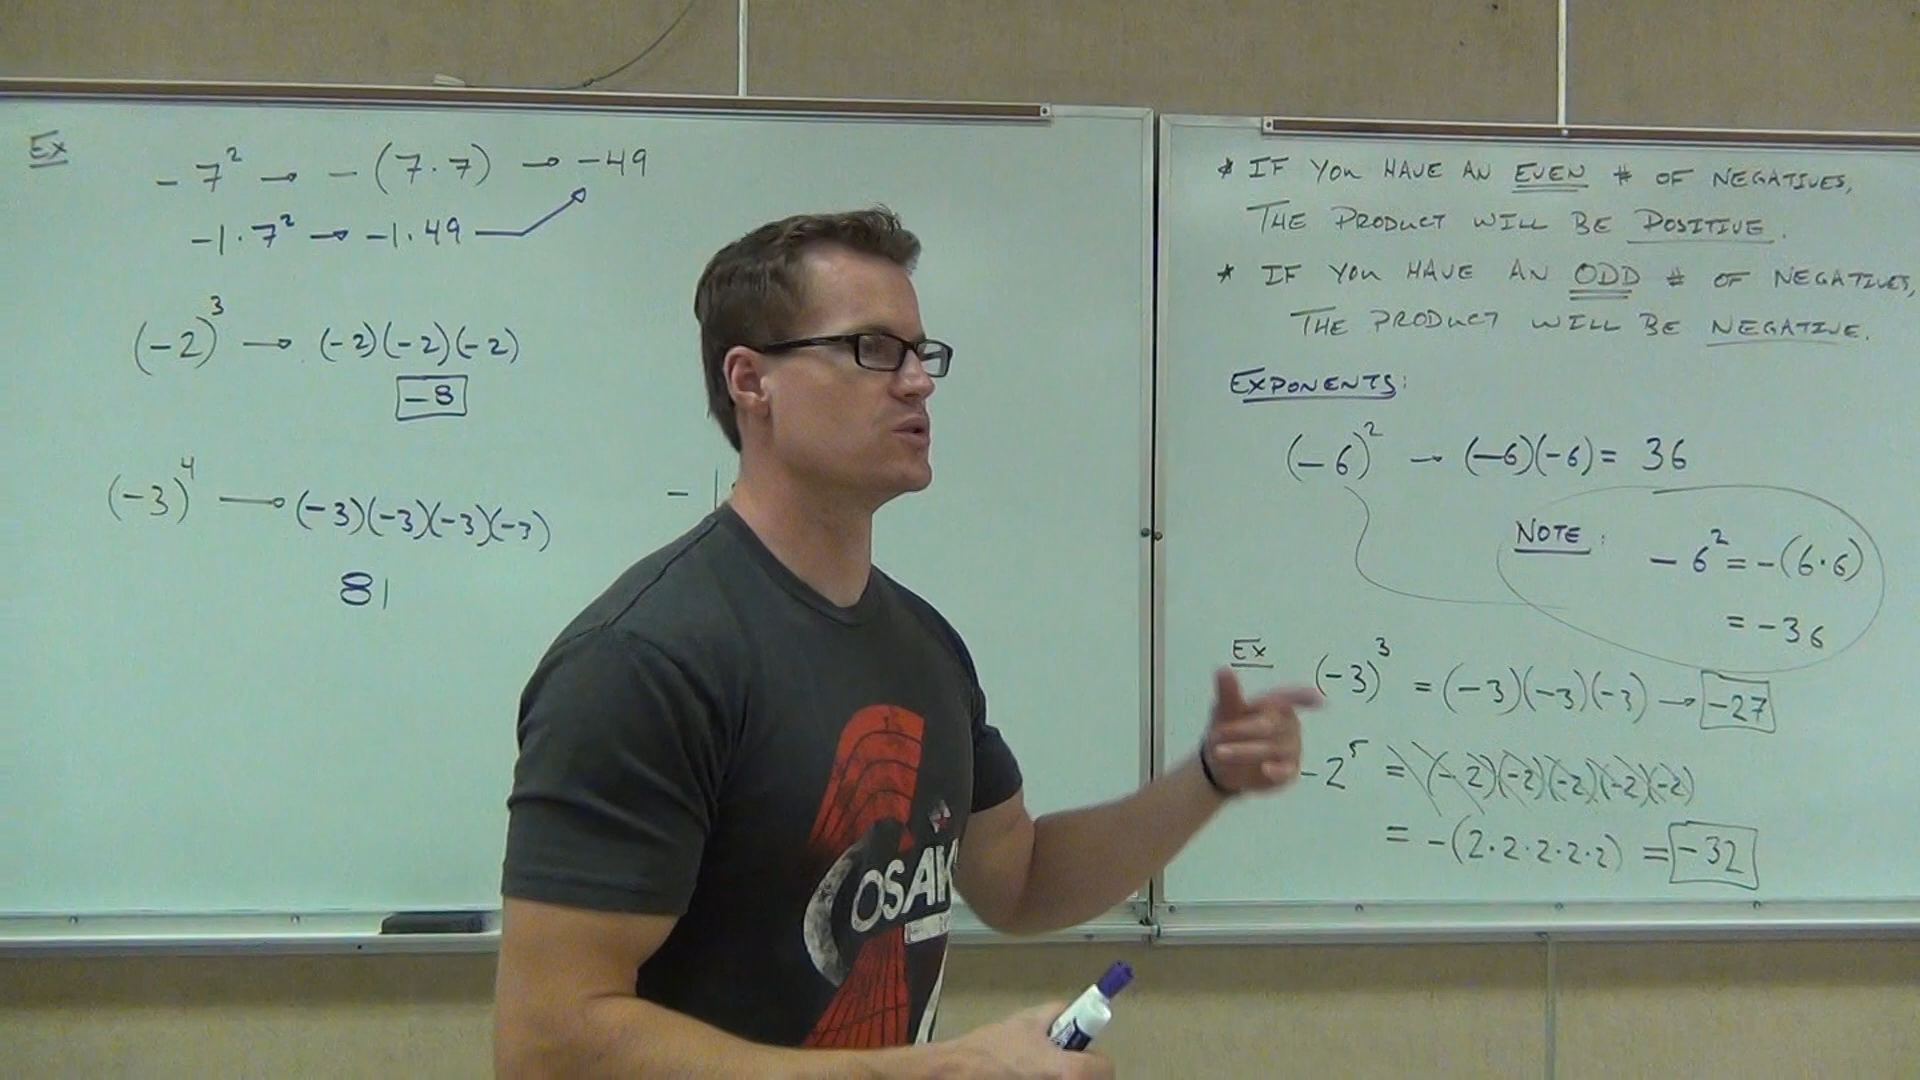 Ex
-7² → -(7·7) → -49
-1·7² → -1·49
(-2)³ → (-2)(-2)(-2)
-8
(-3)⁴ → (-3)(-3)(-3)(-3)
81
* IF YOU HAVE AN EVEN # OF NEGATIVES,
THE PRODUCT WILL BE POSITIVE.
* IF YOU HAVE AN ODD # OF NEGATIVES,
THE PRODUCT WILL BE NEGATIVE.
EXPONENTS:
(-6)² → (-6)(-6) = 36
NOTE: -6² = -(6·6)
= -36
Ex (-3)³ = (-3)(-3)(-3) → -27
-2⁵ = (-2)(-2)(-2)(-2)(-2)
= -(2·2·2·2·2) = -32